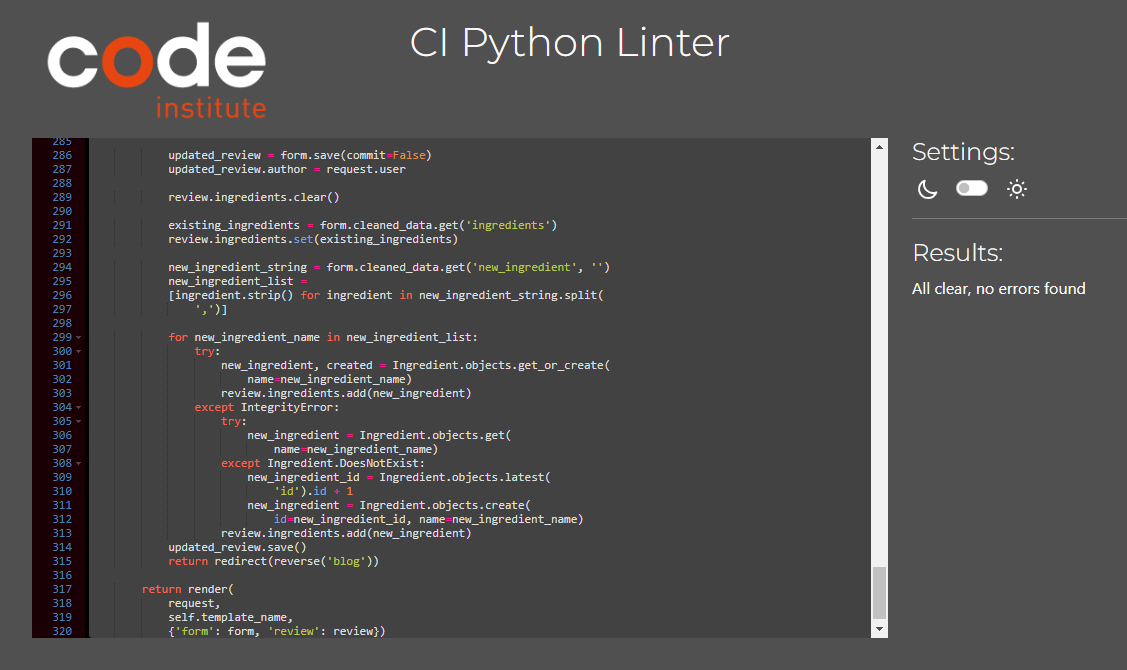 code
institute
CI Python Linter
285
286 updated_review = form.save(commit=False)
287 updated_review.author = request.user
288
289 review.ingredients.clear()
290
291 existing_ingredients = form.cleaned_data.get('ingredients')
292 review.ingredients.set(existing_ingredients)
293
294 new_ingredient_string = form.cleaned_data.get('new_ingredient', '')
295 new_ingredient_list =
296 [ingredient.strip() for ingredient in new_ingredient_string.split(
297 ',')]
298
299 for new_ingredient_name in new_ingredient_list:
300 try:
301 new_ingredient, created = Ingredient.objects.get_or_create(
302 name=new_ingredient_name)
303 review.ingredients.add(new_ingredient)
304 except IntegrityError:
305 try:
306 new_ingredient = Ingredient.objects.get(
307 name=new_ingredient_name)
308 except Ingredient.DoesNotExist:
309 new_ingredient_id = Ingredient.objects.latest(
310 'id').id + 1
311 new_ingredient = Ingredient.objects.create(
312 id=new_ingredient_id, name=new_ingredient_name)
313 review.ingredients.add(new_ingredient)
314 updated_review.save()
315 return redirect(reverse('blog'))
316
317 return render(
318 request,
319 self.template_name,
320 {'form': form, 'review': review})
Settings:
Results:
All clear, no errors found